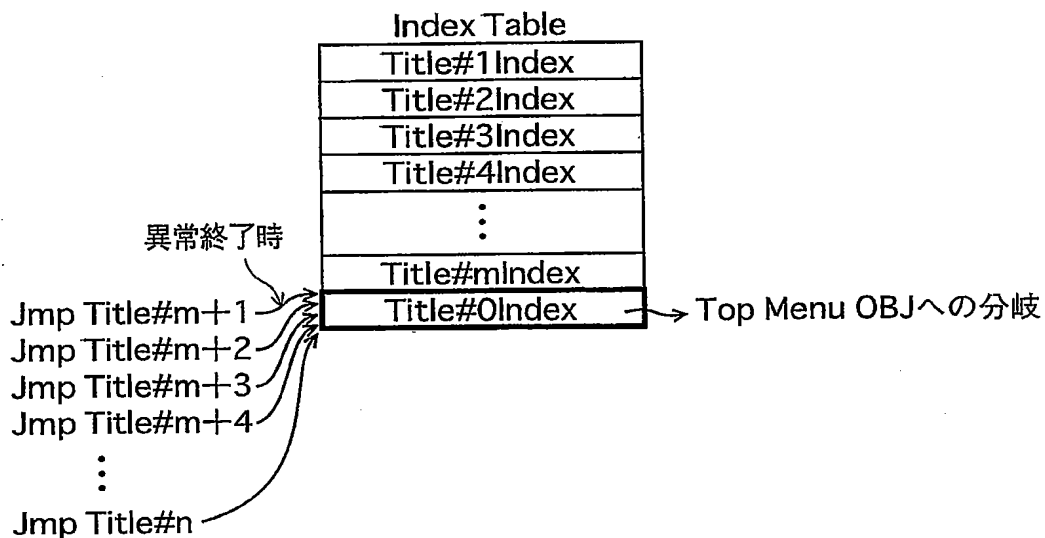 Index Table
Title#1Index
Title#2Index
Title#3Index
Title#4Index
⋮
異常終了時
Title#mIndex
Jmp Title#m+1
Title#0Index
Top Menu OBJへの分岐
Jmp Title#m+2
Jmp Title#m+3
Jmp Title#m+4
⋮
Jmp Title#n